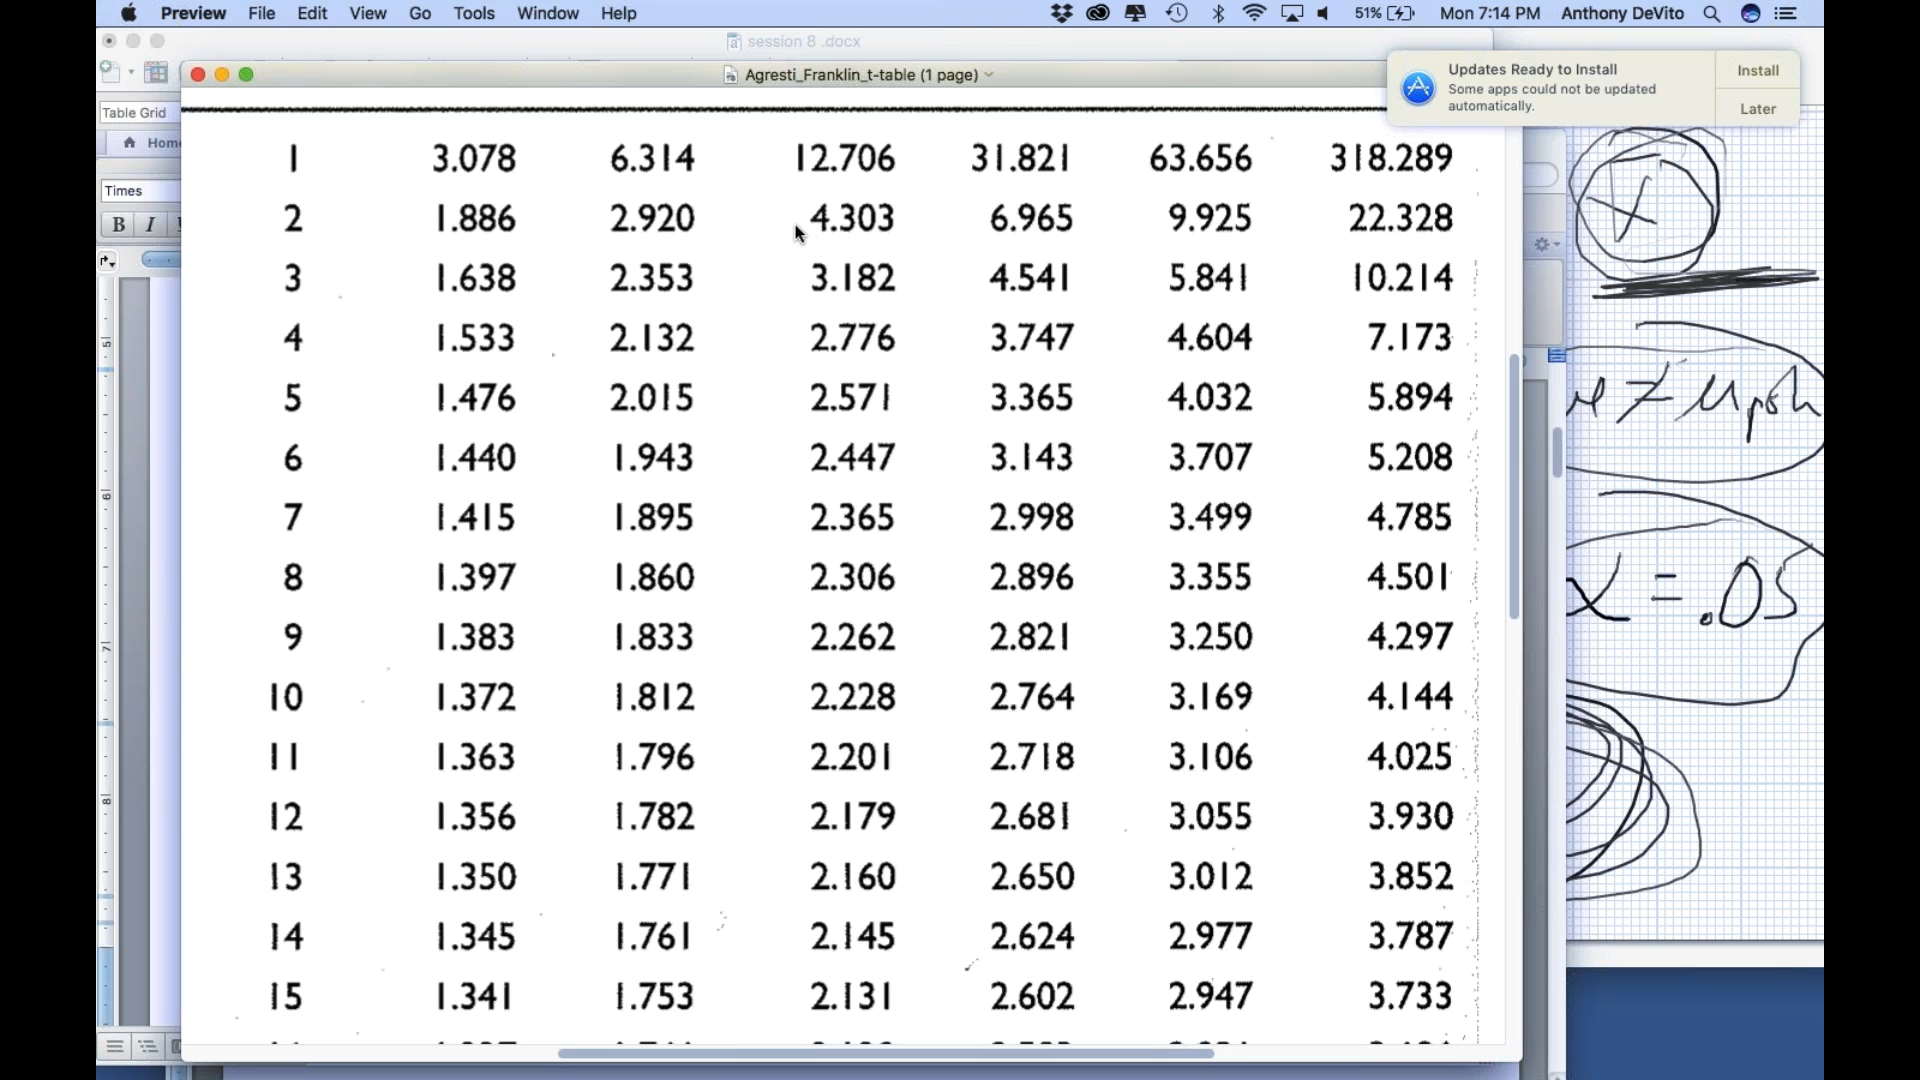 Preview File Edit View Go Tools Window Help 51% Mon 7:14 PM Anthony DeVito
session 8 .docx
Agresti_Franklin_t-table (1 page)
Updates Ready to Install
Some apps could not be updated
automatically.
Install
Later
Table Grid
Home
Times
B I U
1 3.078 6.314 12.706 31.821 63.656 318.289
2 1.886 2.920 4.303 6.965 9.925 22.328
3 1.638 2.353 3.182 4.541 5.841 10.214
4 1.533 2.132 2.776 3.747 4.604 7.173
5 1.476 2.015 2.571 3.365 4.032 5.894
6 1.440 1.943 2.447 3.143 3.707 5.208
7 1.415 1.895 2.365 2.998 3.499 4.785
8 1.397 1.860 2.306 2.896 3.355 4.501
9 1.383 1.833 2.262 2.821 3.250 4.297
10 1.372 1.812 2.228 2.764 3.169 4.144
11 1.363 1.796 2.201 2.718 3.106 4.025
12 1.356 1.782 2.179 2.681 3.055 3.930
13 1.350 1.771 2.160 2.650 3.012 3.852
14 1.345 1.761 2.145 2.624 2.977 3.787
15 1.341 1.753 2.131 2.602 2.947 3.733
5
6
7
8
X
≠ μ
α = .05